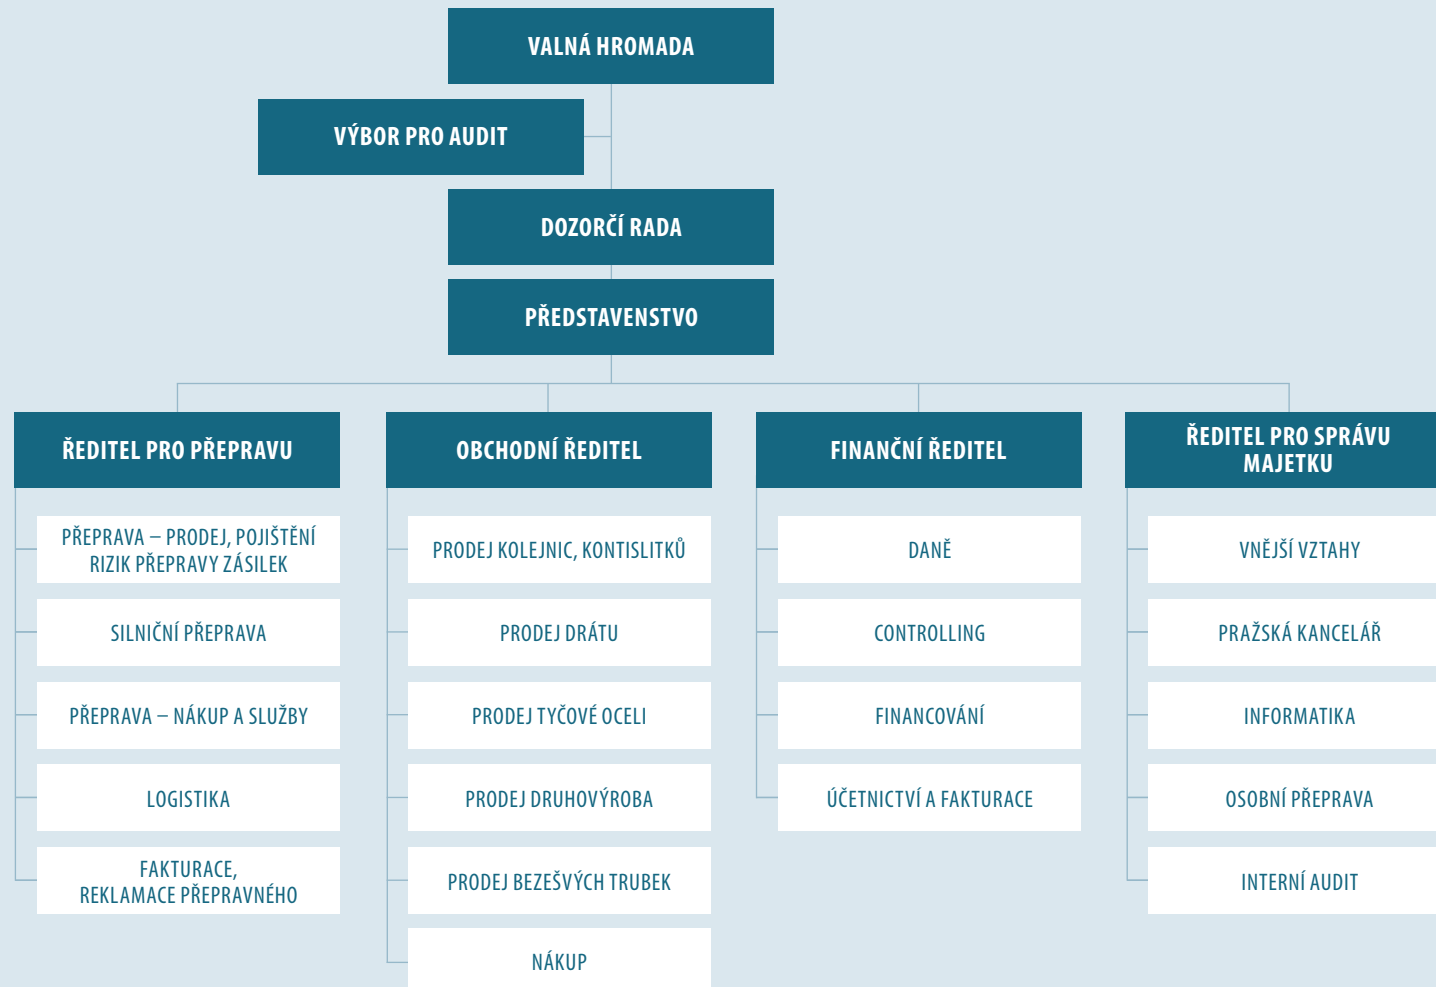 VALNÁ HROMADA
VÝBOR PRO AUDIT
DOZORČÍ RADA
PŘEDSTAVENSTVO
ŘEDITEL PRO PŘEPRAVU
PŘEPRAVA – PRODEJ, POJIŠTĚNÍ
RIZIK PŘEPRAVY ZÁSILEK
SILNIČNÍ PŘEPRAVA
PŘEPRAVA – NÁKUP A SLUŽBY
LOGISTIKA
FAKTURACE,
REKLAMACE PŘEPRAVNÉHO
OBCHODNÍ ŘEDITEL
PRODEJ KOLEJNIC, KONTISLITKŮ
PRODEJ DRÁTU
PRODEJ TYČOVÉ OCELI
PRODEJ DRUHOVÝROBA
PRODEJ BEZEŠVÝCH TRUBEK
NÁKUP
FINANČNÍ ŘEDITEL
DANĚ
CONTROLLING
FINANCOVÁNÍ
ÚČETNICTVÍ A FAKTURACE
ŘEDITEL PRO SPRÁVU
MAJETKU
VNĚJŠÍ VZTAHY
PRAŽSKÁ KANCELÁŘ
INFORMATIKA
OSOBNÍ PŘEPRAVA
INTERNÍ AUDIT